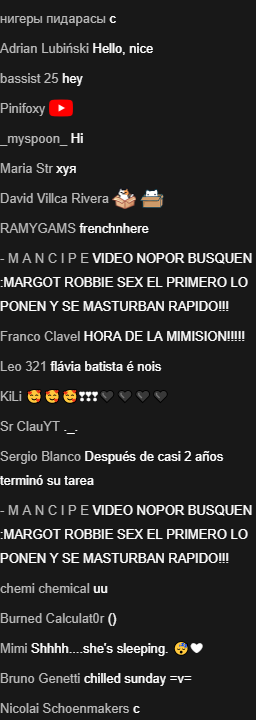 нигеры пидарасы с
Adrian Lubiński Hello, nice
bassist 25 hey
Pinifoxy
_myspoon_ Hi
Maria Str хуя
David Villca Rivera
RAMYGAMS frenchnhere
- M A N C I P E VIDEO NOPOR BUSQUEN
:MARGOT ROBBIE SEX EL PRIMERO LO
PONEN Y SE MASTURBAN RAPIDO!!!
Franco Clavel HORA DE LA MIMISION!!!!!
Leo 321 flávia batista é nois
KiLi 🥰🥰🥰❣❣❣🖤🖤🖤🖤
Sr ClauYT ._.
Sergio Blanco Después de casi 2 años
terminó su tarea
- M A N C I P E VIDEO NOPOR BUSQUEN
:MARGOT ROBBIE SEX EL PRIMERO LO
PONEN Y SE MASTURBAN RAPIDO!!!
chemi chemical uu
Burned Calculat0r ()
Mimi Shhhh....she's sleeping. 😴🤍
Bruno Genetti chilled sunday =v=
Nicolai Schoenmakers c